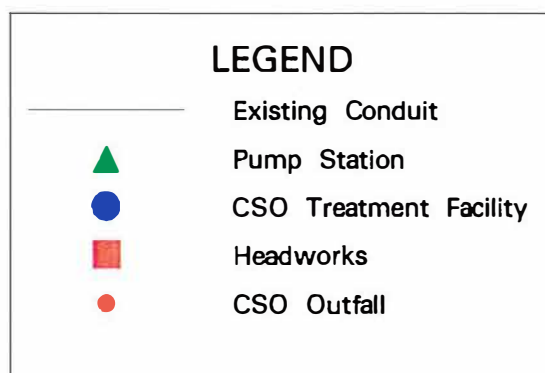 LEGEND
Existing Conduit
Pump Station
CSO Treatment Facility
Headworks
CSO Outfall